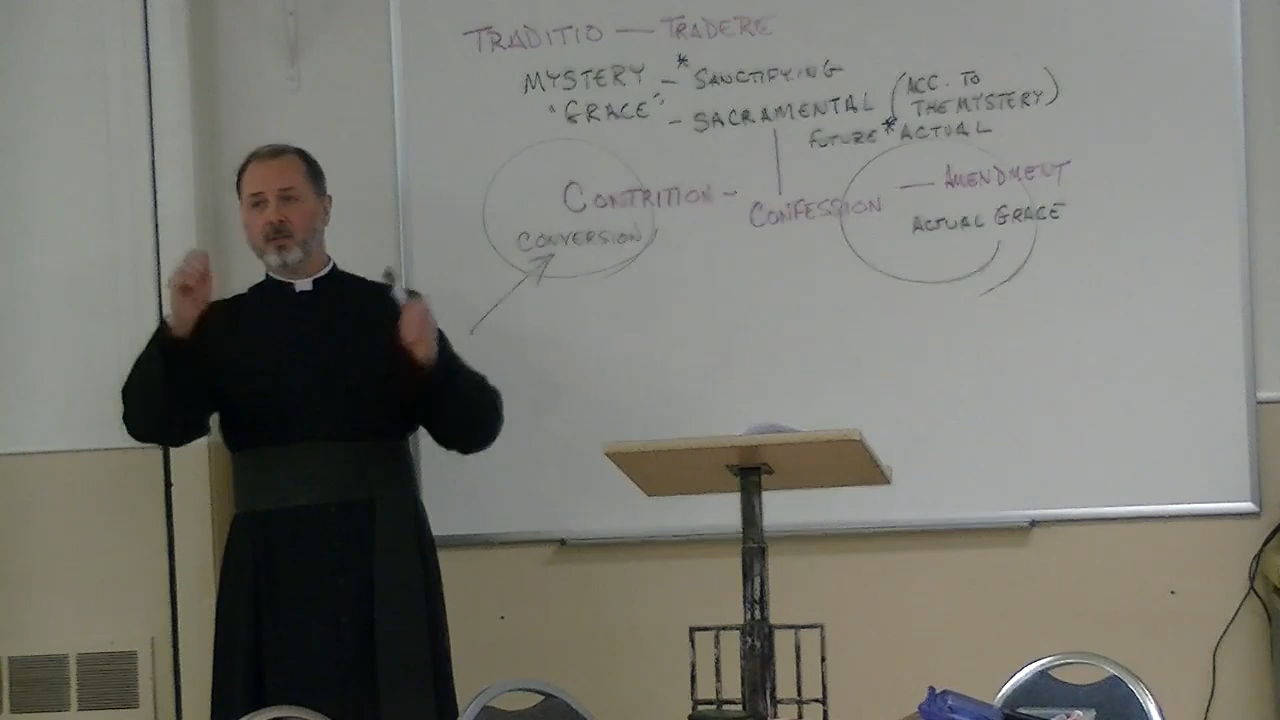 TRADITIO — TRADERE
MYSTERY - * SANCTIFYING
"GRACE" - SACRAMENTAL (ACC. TO
THE MYSTERY)
FUTURE * ACTUAL
CONTRITION - CONFESSION — AMENDMENT
CONVERSION
ACTUAL GRACE